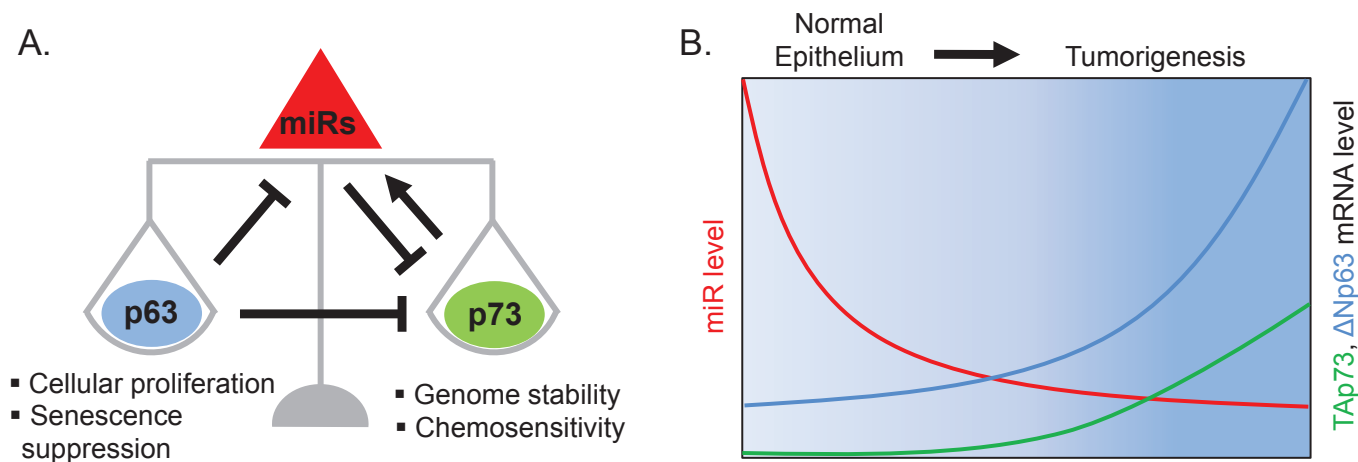 A.
miRs
p63
p73
▪ Cellular proliferation
▪ Senescence
suppression
▪ Genome stability
▪ Chemosensitivity
B.
Normal
Epithelium
Tumorigenesis
miR level
TAp73, ΔNp63 mRNA level